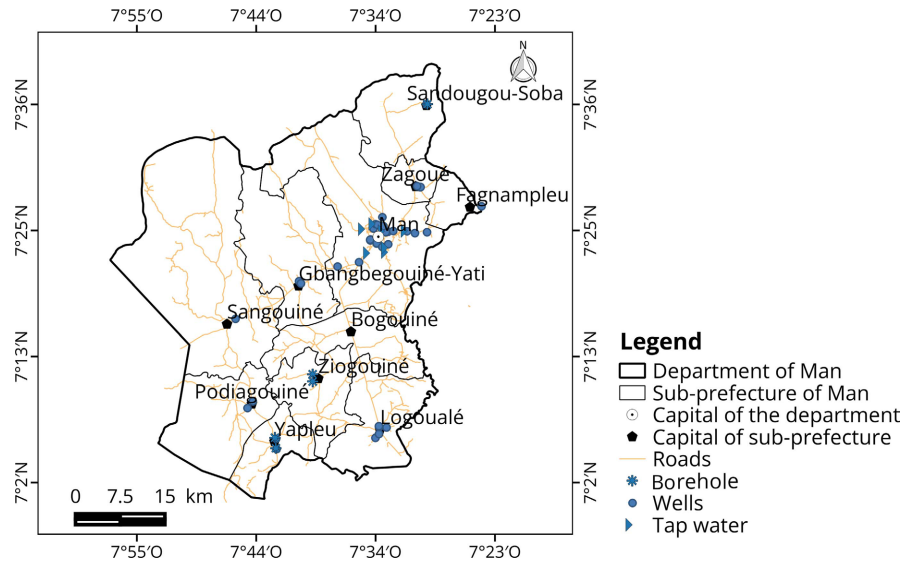 7°55′O 7°44′O 7°34′O 7°23′O
N
Sandougou-Soba
7°36′N 7°36′N
Zagoué
Fagnampleu
Man
7°25′N 7°25′N
Gbangbegouiné-Yati
Sangouiné
Bogouiné
7°13′N 7°13′N
Ziogouiné
Podiagouiné
Logoualé
Yapleu
7°2′N 7°2′N
0 7.5 15 km
7°55′O 7°44′O 7°34′O 7°23′O
Legend
Department of Man
Sub-prefecture of Man
Capital of the department
Capital of sub-prefecture
Roads
Borehole
Wells
Tap water